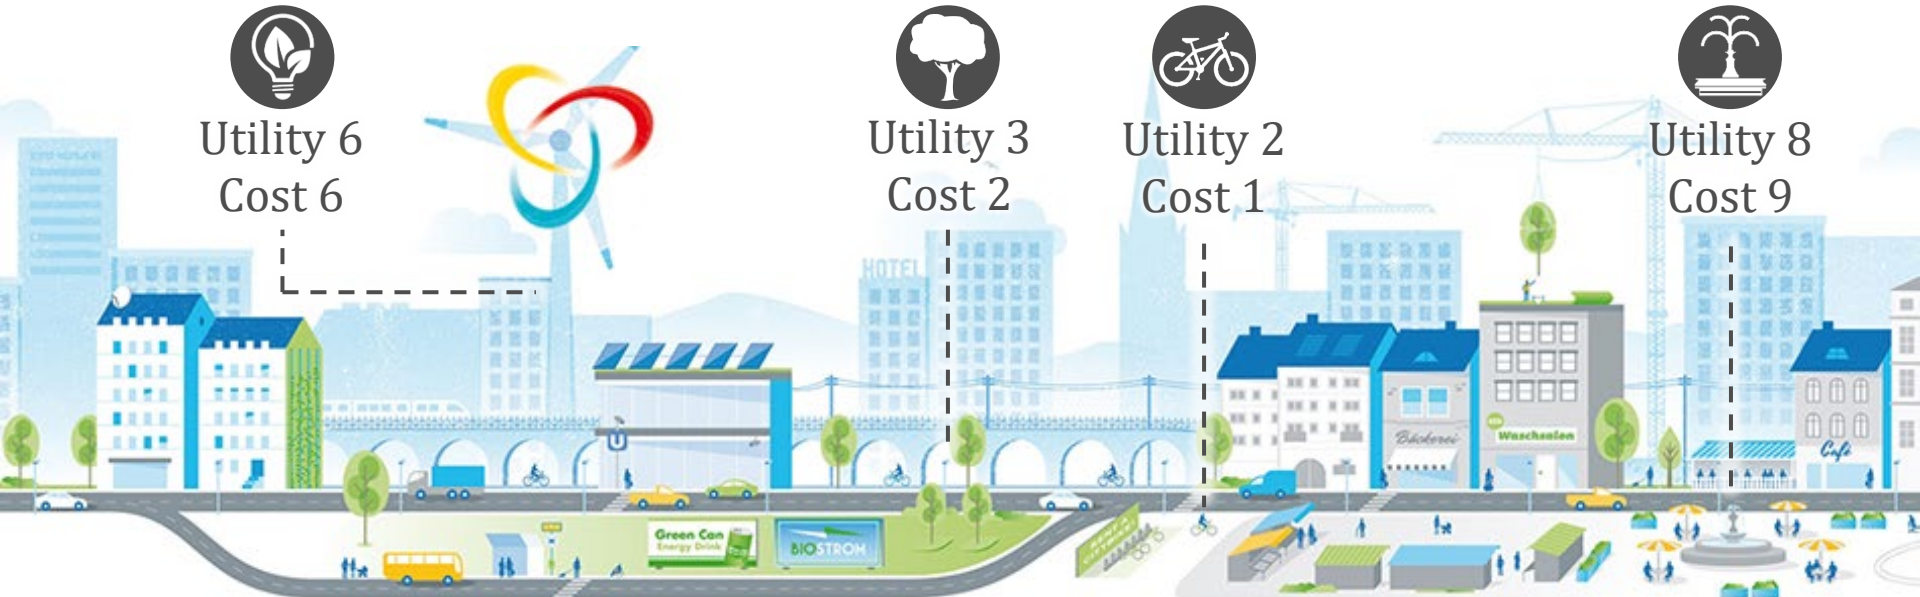 Utility 6
Cost 6
Utility 3
Cost 2
Utility 2
Cost 1
Utility 8
Cost 9
HOTEL
U
Bäckerei
Waschsalon
Café
Green Can
Energy Drink
BIOSTROM